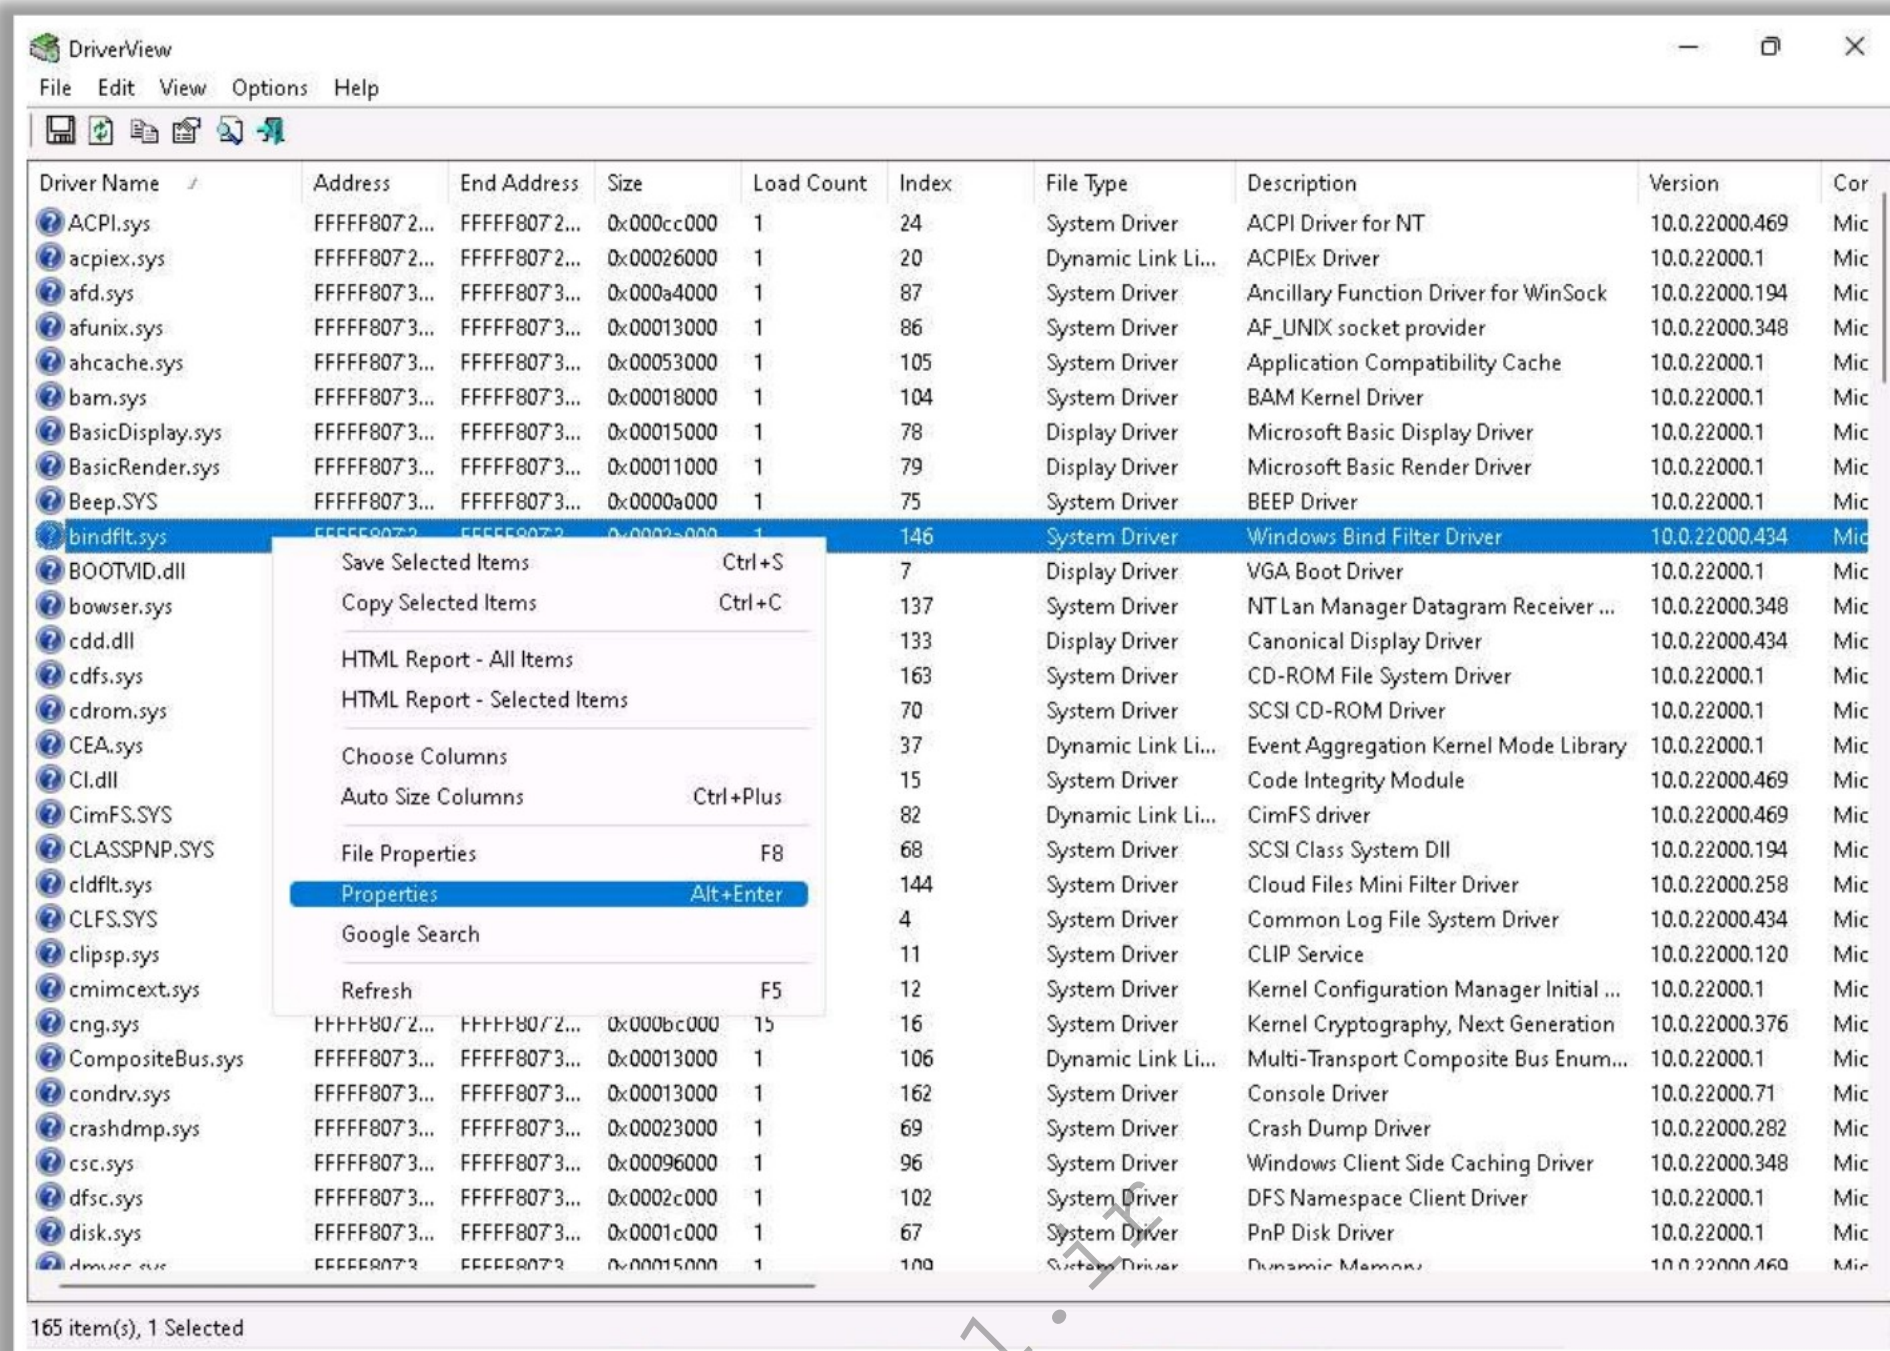 DriverView
File Edit View Options Help
Driver Name Address End Address Size Load Count Index File Type Description Version Cor
ACPI.sys FFFFF8072... FFFFF8072... 0x000cc000 1 24 System Driver ACPI Driver for NT 10.0.22000.469 Mic
acpiex.sys FFFFF8072... FFFFF8072... 0x00026000 1 20 Dynamic Link Li... ACPIEx Driver 10.0.22000.1 Mic
afd.sys FFFFF8073... FFFFF8073... 0x000a4000 1 87 System Driver Ancillary Function Driver for WinSock 10.0.22000.194 Mic
afunix.sys FFFFF8073... FFFFF8073... 0x00013000 1 86 System Driver AF_UNIX socket provider 10.0.22000.348 Mic
ahcache.sys FFFFF8073... FFFFF8073... 0x00053000 1 105 System Driver Application Compatibility Cache 10.0.22000.1 Mic
bam.sys FFFFF8073... FFFFF8073... 0x00018000 1 104 System Driver BAM Kernel Driver 10.0.22000.1 Mic
BasicDisplay.sys FFFFF8073... FFFFF8073... 0x00015000 1 78 Display Driver Microsoft Basic Display Driver 10.0.22000.1 Mic
BasicRender.sys FFFFF8073... FFFFF8073... 0x00011000 1 79 Display Driver Microsoft Basic Render Driver 10.0.22000.1 Mic
Beep.SYS FFFFF8073... FFFFF8073... 0x0000a000 1 75 System Driver BEEP Driver 10.0.22000.1 Mic
bindflt.sys 146 System Driver Windows Bind Filter Driver 10.0.22000.434 Mic
Save Selected Items Ctrl+S
BOOTVID.dll 7 Display Driver VGA Boot Driver 10.0.22000.1 Mic
Copy Selected Items Ctrl+C
bowser.sys 137 System Driver NT Lan Manager Datagram Receiver ... 10.0.22000.348 Mic
cdd.dll 133 Display Driver Canonical Display Driver 10.0.22000.434 Mic
HTML Report - All Items
cdfs.sys 163 System Driver CD-ROM File System Driver 10.0.22000.1 Mic
HTML Report - Selected Items
cdrom.sys 70 System Driver SCSI CD-ROM Driver 10.0.22000.1 Mic
CEA.sys 37 Dynamic Link Li... Event Aggregation Kernel Mode Library 10.0.22000.1 Mic
Choose Columns
CI.dll 15 System Driver Code Integrity Module 10.0.22000.469 Mic
Auto Size Columns Ctrl+Plus
CimFS.SYS 82 Dynamic Link Li... CimFS driver 10.0.22000.469 Mic
CLASSPNP.SYS 68 System Driver SCSI Class System Dll 10.0.22000.194 Mic
File Properties F8
cldflt.sys 144 System Driver Cloud Files Mini Filter Driver 10.0.22000.258 Mic
Properties Alt+Enter
CLFS.SYS 4 System Driver Common Log File System Driver 10.0.22000.434 Mic
Google Search
clipsp.sys 11 System Driver CLIP Service 10.0.22000.120 Mic
cmimcext.sys 12 System Driver Kernel Configuration Manager Initial ... 10.0.22000.1 Mic
Refresh F5
cng.sys FFFFF8072... FFFFF8072... 0x000bc000 15 16 System Driver Kernel Cryptography, Next Generation 10.0.22000.376 Mic
CompositeBus.sys FFFFF8073... FFFFF8073... 0x00013000 1 106 Dynamic Link Li... Multi-Transport Composite Bus Enum... 10.0.22000.1 Mic
condrv.sys FFFFF8073... FFFFF8073... 0x00013000 1 162 System Driver Console Driver 10.0.22000.71 Mic
crashdmp.sys FFFFF8073... FFFFF8073... 0x00023000 1 69 System Driver Crash Dump Driver 10.0.22000.282 Mic
csc.sys FFFFF8073... FFFFF8073... 0x00096000 1 96 System Driver Windows Client Side Caching Driver 10.0.22000.348 Mic
dfsc.sys FFFFF8073... FFFFF8073... 0x0002c000 1 102 System Driver DFS Namespace Client Driver 10.0.22000.1 Mic
disk.sys FFFFF8073... FFFFF8073... 0x0001c000 1 67 System Driver PnP Disk Driver 10.0.22000.1 Mic
dmvsc.sys FFFFF8073 FFFFF8073 0x00015000 1 109 System Driver Dynamic Memory 10.0.22000.469 Mic
165 item(s), 1 Selected